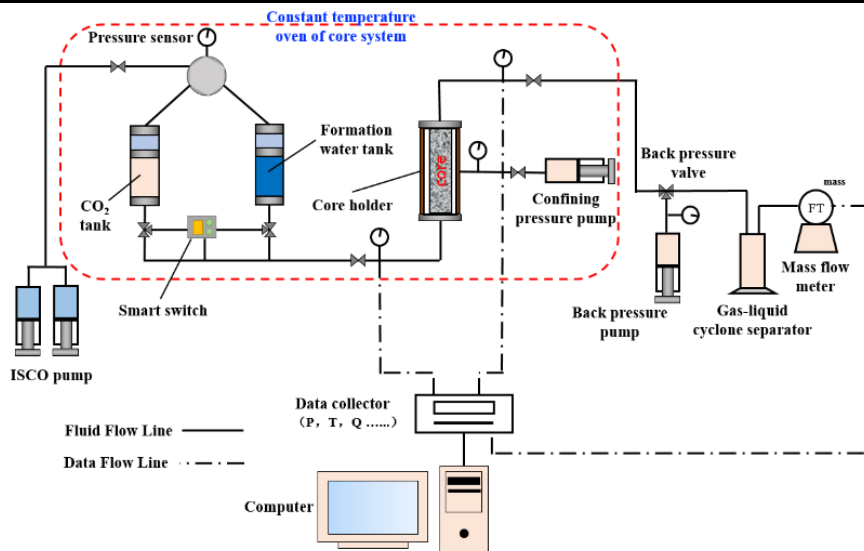 Constant temperature
oven of core system
Pressure sensor
Formation
water tank
CO₂
tank
Core holder
core
Confining
pressure pump
Back pressure
valve
mass
FT
Mass flow
meter
Smart switch
Back pressure
pump
Gas-liquid
cyclone separator
ISCO pump
Data collector
(P, T, Q ......)
Fluid Flow Line
Data Flow Line
Computer